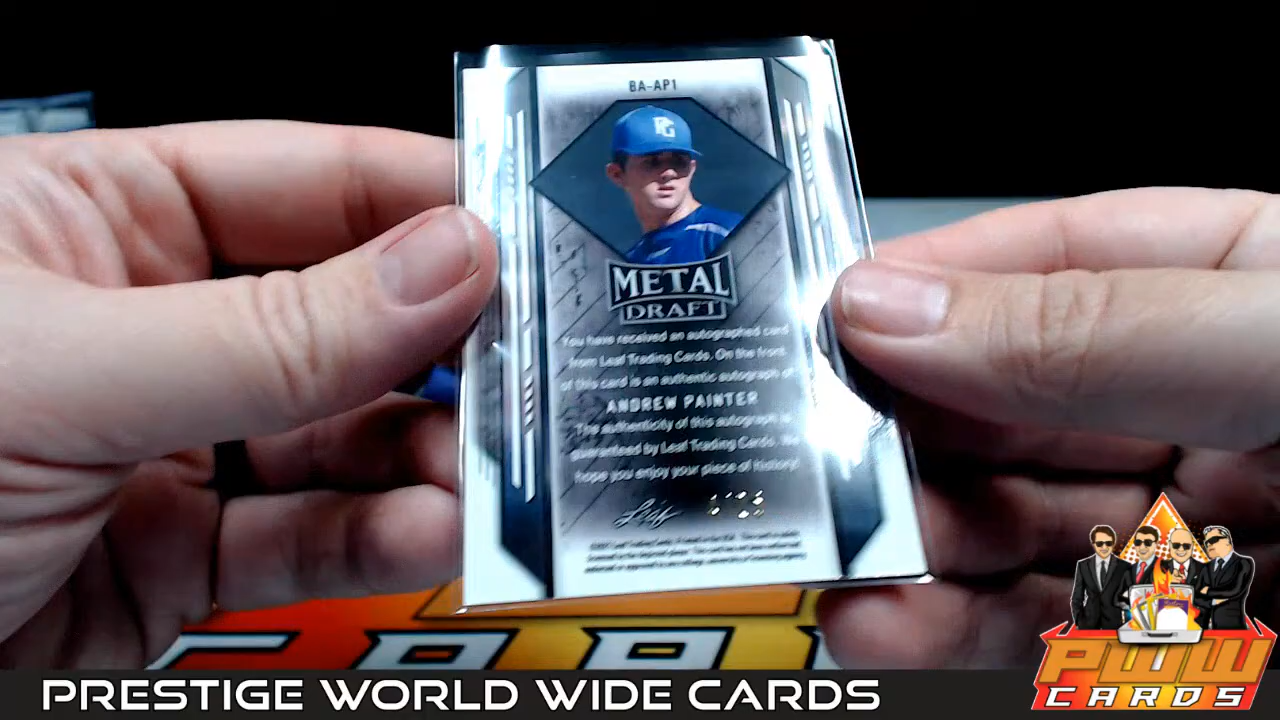 BA-AP1
PG
METAL
DRAFT
You have received an autographed card
from Leaf Trading Cards. On the front
of this card is an authentic autograph of
ANDREW PAINTER
The authenticity of this autograph is
guaranteed by Leaf Trading Cards. We
hope you enjoy your piece of history!
Leaf
PWW
CARDS
PRESTIGE WORLD WIDE CARDS